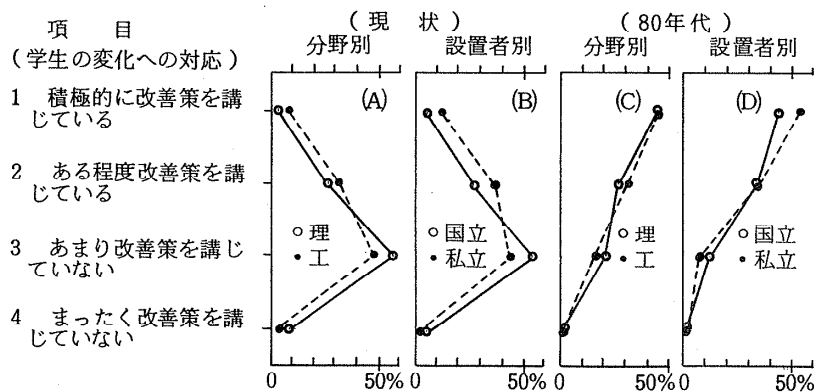 項　目
(学生の変化への対応)
(現　状)
(80年代)
分野別
設置者別
分野別
設置者別
1　積極的に改善策を講
じている
2　ある程度改善策を講
じている
3　あまり改善策を講じ
ていない
4　まったく改善策を講
じていない
(A)
(B)
(C)
(D)
○理
●工
○国立
●私立
○理
●工
○国立
●私立
0　50%
0　50%
0　50%
0　50%